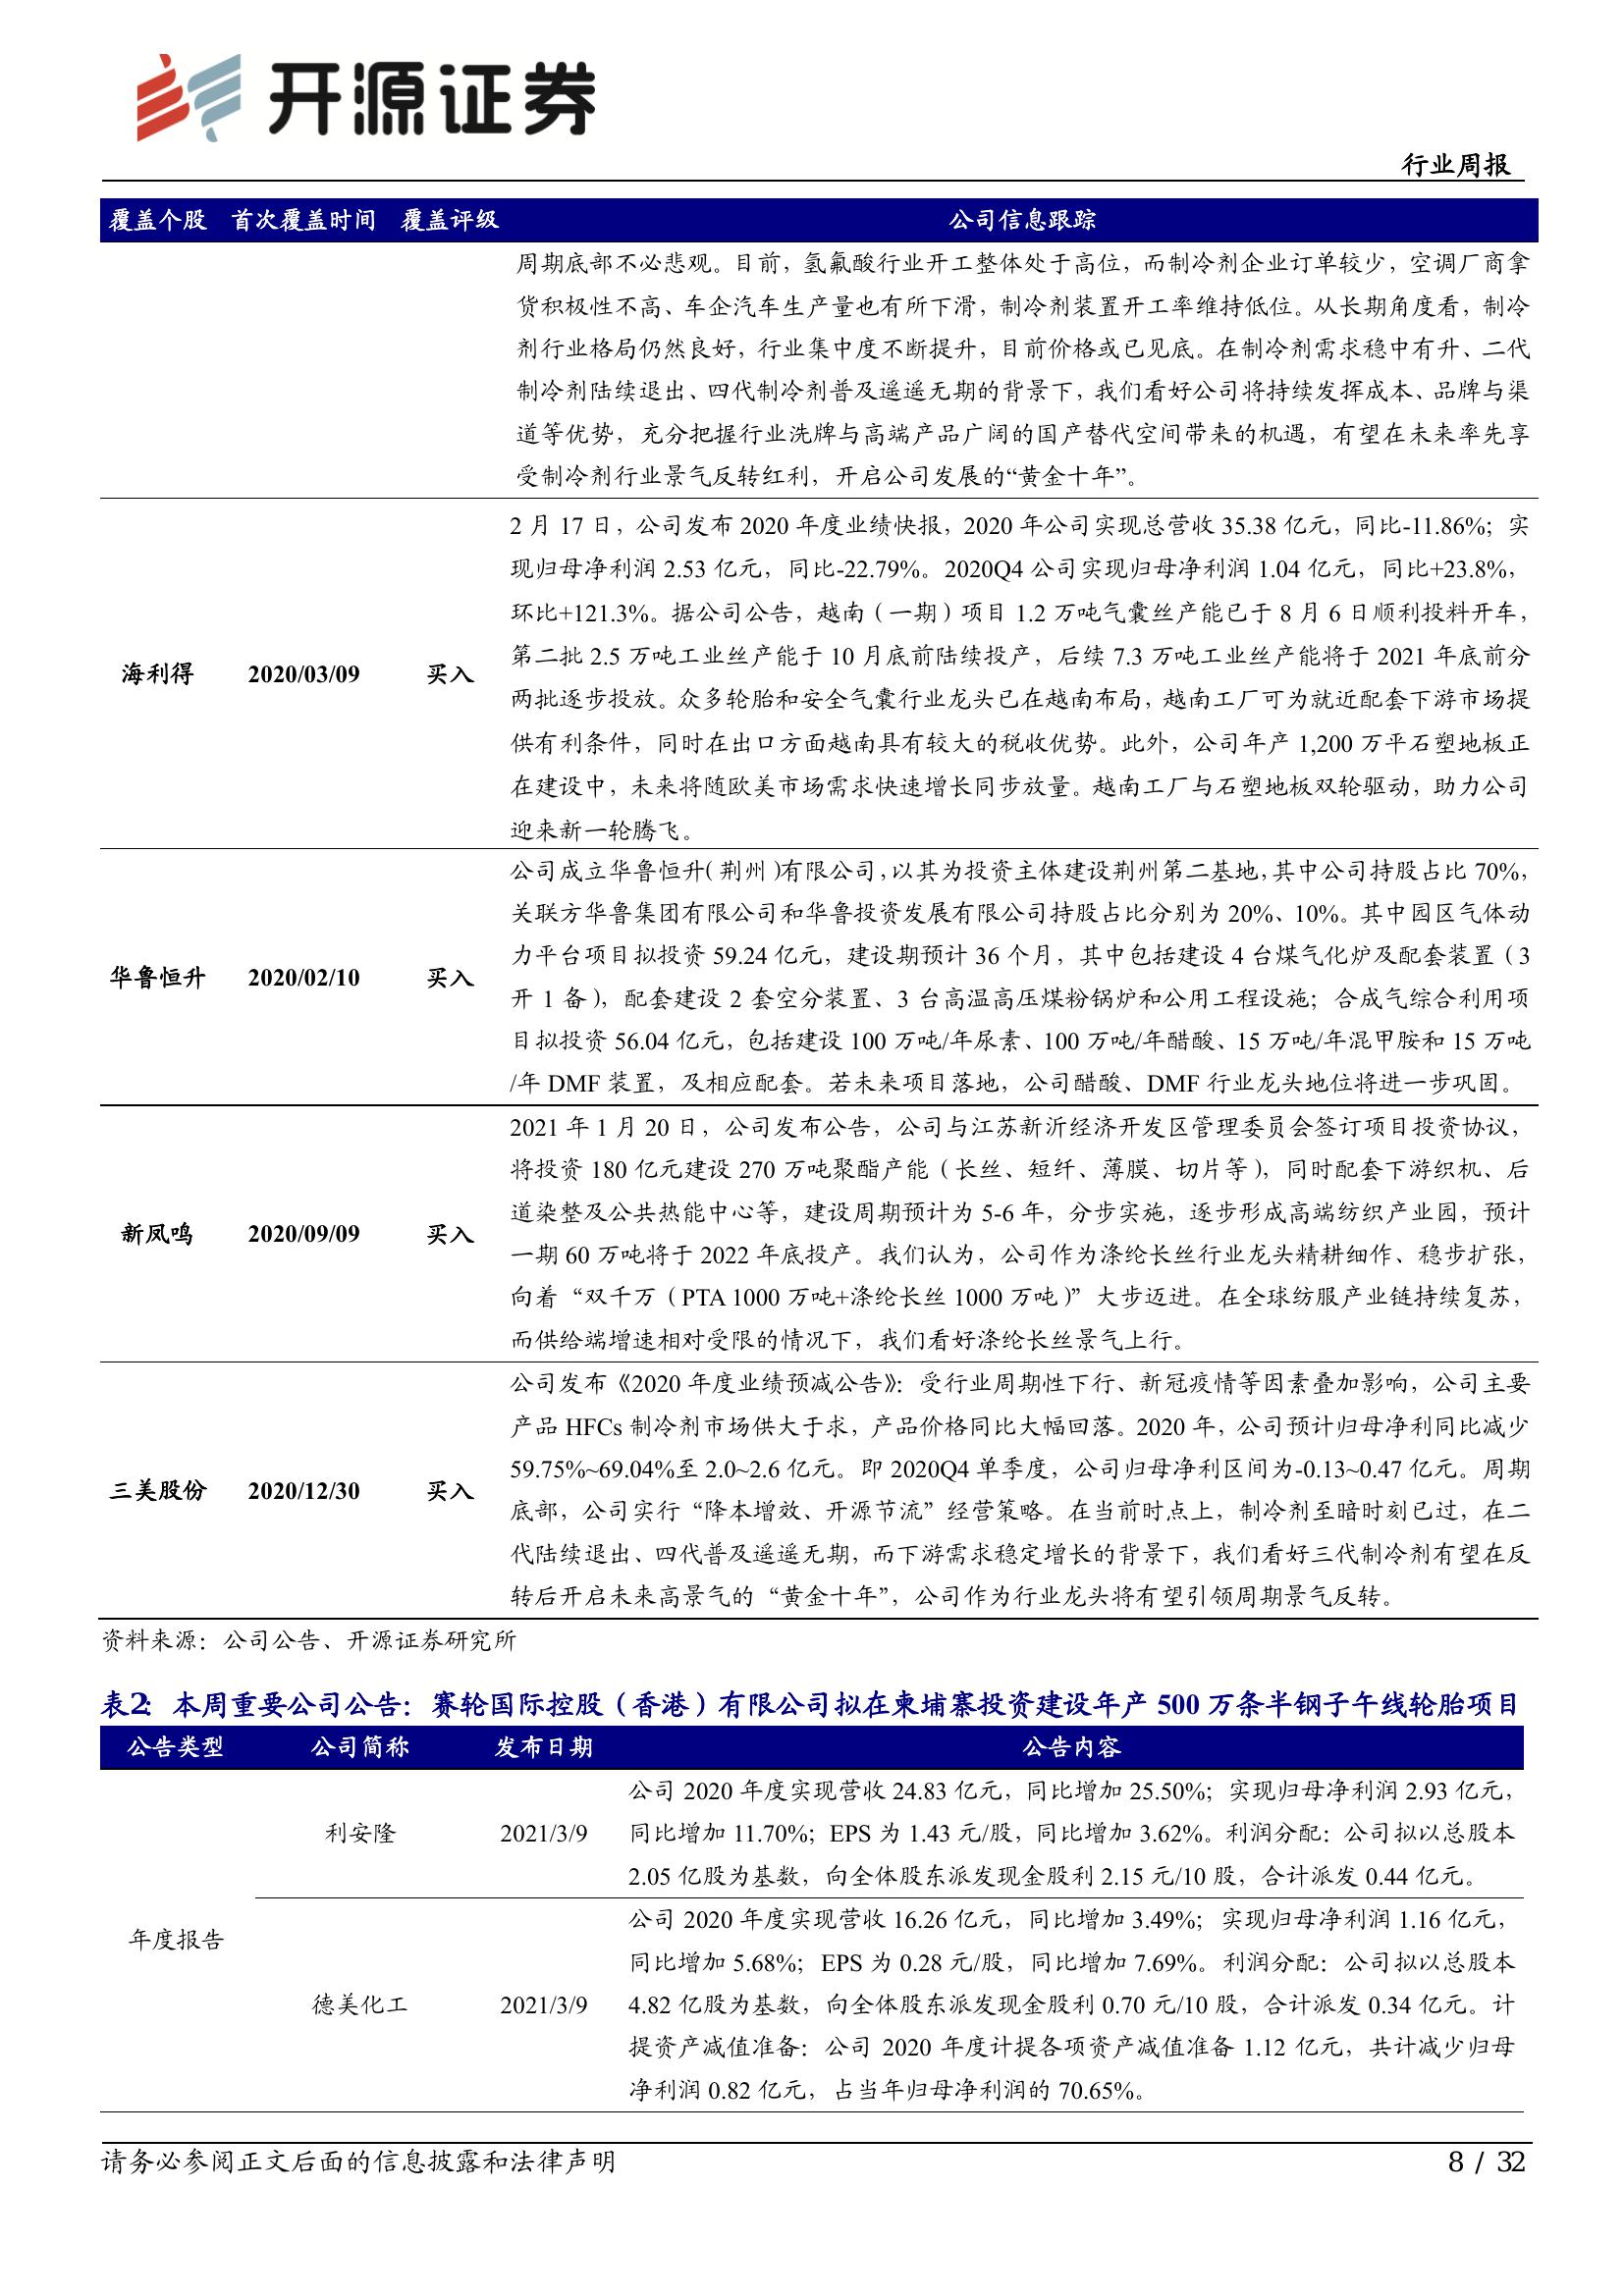 开源证券
行业周报
覆盖个股 首次覆盖时间 覆盖评级 公司信息跟踪
周期底部不必悲观。目前，氢氟酸行业开工整体处于高位，而制冷剂企业订单较少，空调厂商拿
货积极性不高、车企汽车生产量也有所下滑，制冷剂装置开工率维持低位。从长期角度看，制冷
剂行业格局仍然良好，行业集中度不断提升，目前价格或已见底。在制冷剂需求稳中有升、二代
制冷剂陆续退出、四代制冷剂普及遥遥无期的背景下，我们看好公司将持续发挥成本、品牌与渠
道等优势，充分把握行业洗牌与高端产品广阔的国产替代空间带来的机遇，有望在未来率先享
受制冷剂行业景气反转红利，开启公司发展的“黄金十年”。
海利得 2020/03/09 买入
2 月 17 日，公司发布 2020 年度业绩快报，2020 年公司实现总营收 35.38 亿元，同比-11.86%；实
现归母净利润 2.53 亿元，同比-22.79%。2020Q4 公司实现归母净利润 1.04 亿元，同比+23.8%，
环比+121.3%。据公司公告，越南（一期）项目 1.2 万吨气囊丝产能已于 8 月 6 日顺利投料开车，
第二批 2.5 万吨工业丝产能于 10 月底前陆续投产，后续 7.3 万吨工业丝产能将于 2021 年底前分
两批逐步投放。众多轮胎和安全气囊行业龙头已在越南布局，越南工厂可为就近配套下游市场提
供有利条件，同时在出口方面越南具有较大的税收优势。此外，公司年产 1,200 万平石塑地板正
在建设中，未来将随欧美市场需求快速增长同步放量。越南工厂与石塑地板双轮驱动，助力公司
迎来新一轮腾飞。
华鲁恒升 2020/02/10 买入
公司成立华鲁恒升（荆州）有限公司，以其为投资主体建设荆州第二基地，其中公司持股占比 70%，
关联方华鲁集团有限公司和华鲁投资发展有限公司持股占比分别为 20%、10%。其中园区气体动
力平台项目拟投资 59.24 亿元，建设期预计 36 个月，其中包括建设 4 台煤气化炉及配套装置（3
开 1 备），配套建设 2 套空分装置、3 台高温高压煤粉锅炉和公用工程设施；合成气综合利用项
目拟投资 56.04 亿元，包括建设 100 万吨/年尿素、100 万吨/年醋酸、15 万吨/年混甲胺和 15 万吨
/年 DMF 装置，及相应配套。若未来项目落地，公司醋酸、DMF 行业龙头地位将进一步巩固。
新凤鸣 2020/09/09 买入
2021 年 1 月 20 日，公司发布公告，公司与江苏新沂经济开发区管理委员会签订项目投资协议，
将投资 180 亿元建设 270 万吨聚酯产能（长丝、短纤、薄膜、切片等），同时配套下游织机、后
道染整及公共热能中心等，建设周期预计为 5-6 年，分步实施，逐步形成高端纺织产业园，预计
一期 60 万吨将于 2022 年底投产。我们认为，公司作为涤纶长丝行业龙头精耕细作、稳步扩张，
向着“双千万（PTA 1000 万吨+涤纶长丝 1000 万吨）”大步迈进。在全球纺服产业链持续复苏，
而供给端增速相对受限的情况下，我们看好涤纶长丝景气上行。
三美股份 2020/12/30 买入
公司发布《2020 年度业绩预减公告》：受行业周期性下行、新冠疫情等因素叠加影响，公司主要
产品 HFCs 制冷剂市场供大于求，产品价格同比大幅回落。2020 年，公司预计归母净利同比减少
59.75%~69.04%至 2.0~2.6 亿元。即 2020Q4 单季度，公司归母净利区间为-0.13~0.47 亿元。周期
底部，公司实行“降本增效、开源节流”经营策略。在当前时点上，制冷剂至暗时刻已过，在二
代陆续退出、四代普及遥遥无期，而下游需求稳定增长的背景下，我们看好三代制冷剂有望在反
转后开启未来高景气的“黄金十年”，公司作为行业龙头将有望引领周期景气反转。
资料来源：公司公告、开源证券研究所
表2： 本周重要公司公告：赛轮国际控股（香港）有限公司拟在柬埔寨投资建设年产 500 万条半钢子午线轮胎项目
公告类型 公司简称 发布日期 公告内容
年度报告
利安隆 2021/3/9
公司 2020 年度实现营收 24.83 亿元，同比增加 25.50%；实现归母净利润 2.93 亿元，
同比增加 11.70%；EPS 为 1.43 元/股，同比增加 3.62%。利润分配：公司拟以总股本
2.05 亿股为基数，向全体股东派发现金股利 2.15 元/10 股，合计派发 0.44 亿元。
德美化工 2021/3/9
公司 2020 年度实现营收 16.26 亿元，同比增加 3.49%；实现归母净利润 1.16 亿元，
同比增加 5.68%；EPS 为 0.28 元/股，同比增加 7.69%。利润分配：公司拟以总股本
4.82 亿股为基数，向全体股东派发现金股利 0.70 元/10 股，合计派发 0.34 亿元。计
提资产减值准备：公司 2020 年度计提各项资产减值准备 1.12 亿元，共计减少归母
净利润 0.82 亿元，占当年归母净利润的 70.65%。
请务必参阅正文后面的信息披露和法律声明 8 / 32